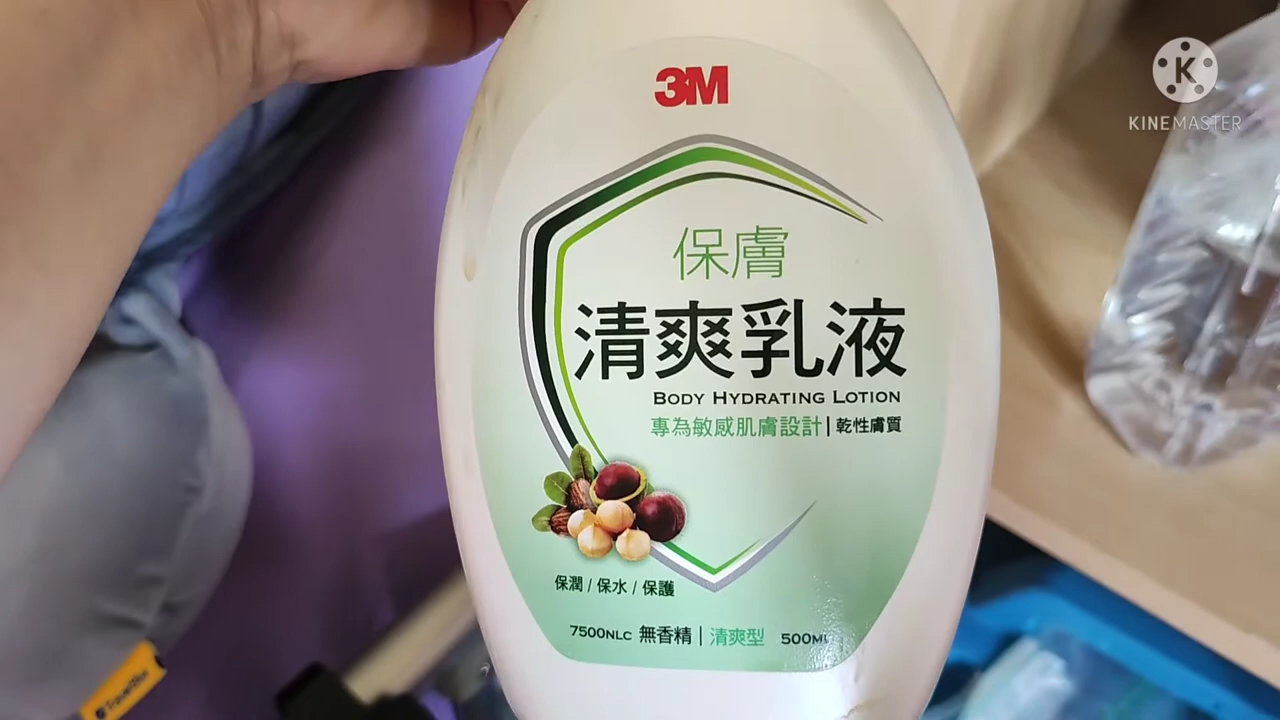 3M
KINEMASTER
保膚
清爽乳液
BODY HYDRATING LOTION
專為敏感肌膚設計|乾性膚質
保潤 / 保水 / 保護
7500NLC 無香精 | 清爽型 500ML